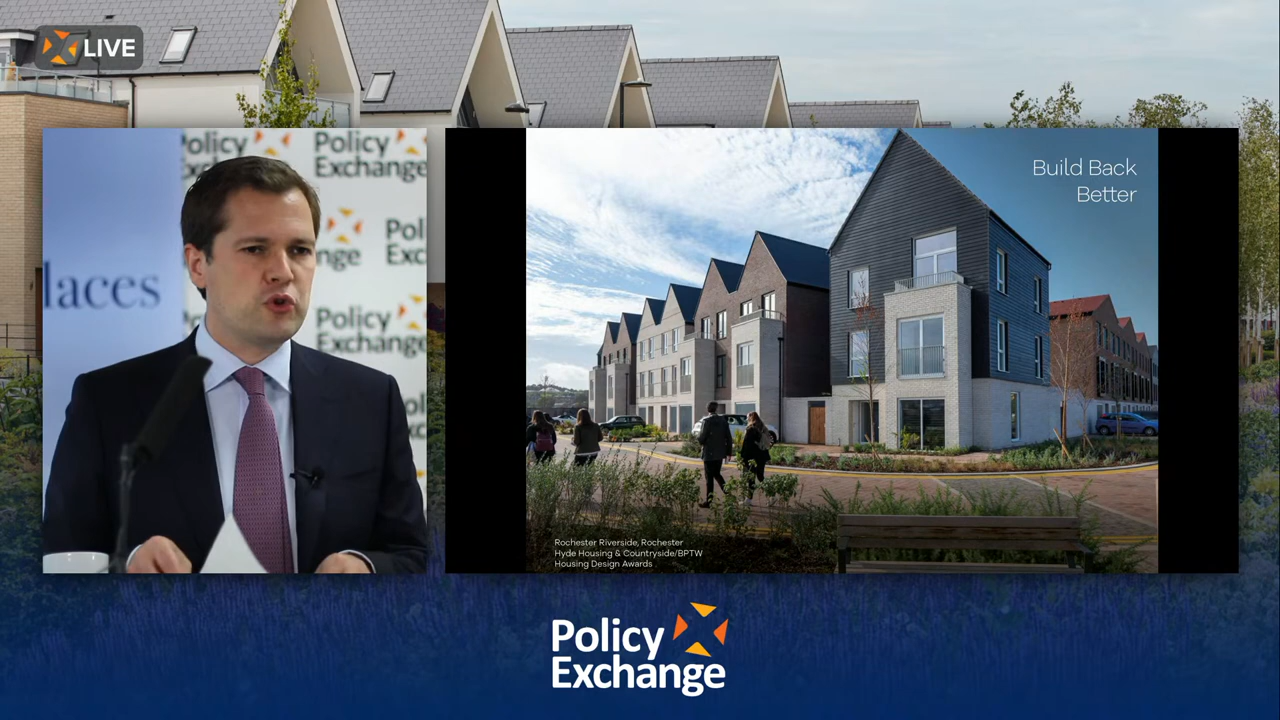 LIVE
Policy
Exchange
Policy
Exchange
Pol
nge
Exc
laces
Policy
Exchange
Build Back
Better
Rochester Riverside, Rochester
Hyde Housing & Countryside/BPTW
Housing Design Awards
Policy
Exchange